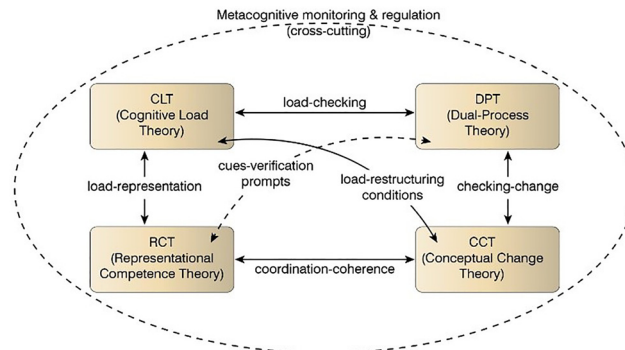 Metacognitive monitoring & regulation
(cross-cutting)
CLT
(Cognitive Load
Theory)
load-checking
DPT
(Dual-Process
Theory)
cues-verification
prompts
load-representation
load-restructuring
conditions
checking-change
RCT
(Representational
Competence Theory)
coordination-coherence
CCT
(Conceptual Change
Theory)